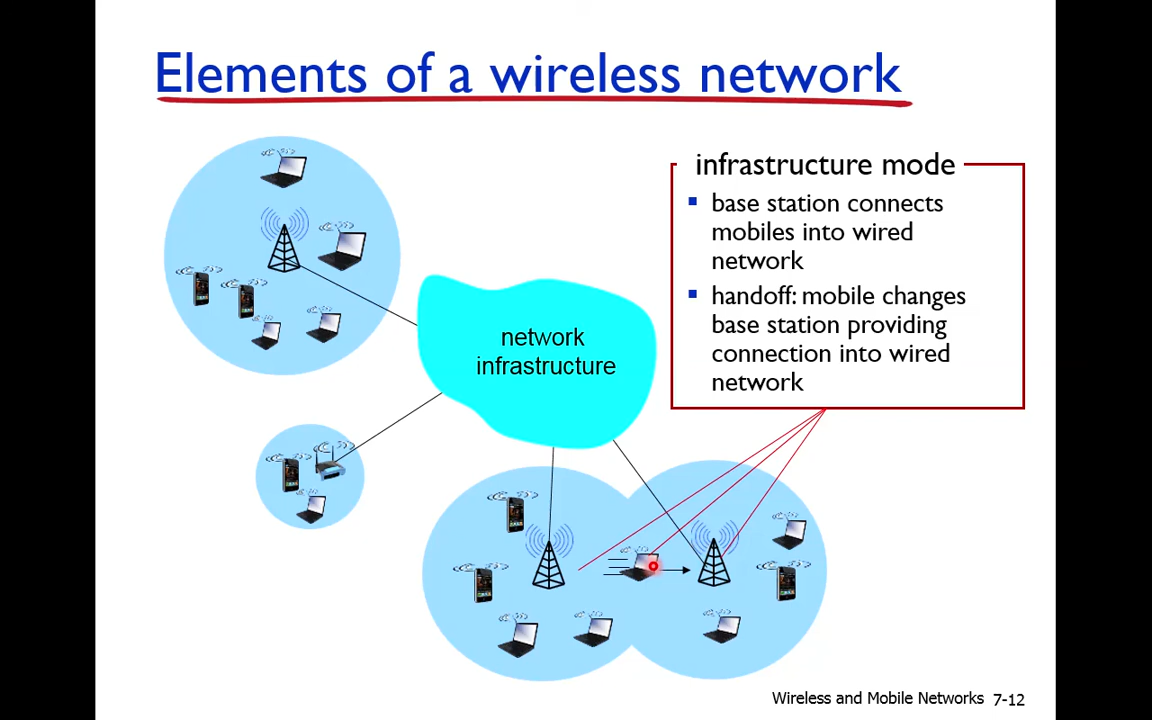 Elements of a wireless network
infrastructure mode
base station connects
mobiles into wired
network
handoff: mobile changes
base station providing
connection into wired
network
network
infrastructure
Wireless and Mobile Networks 7-12